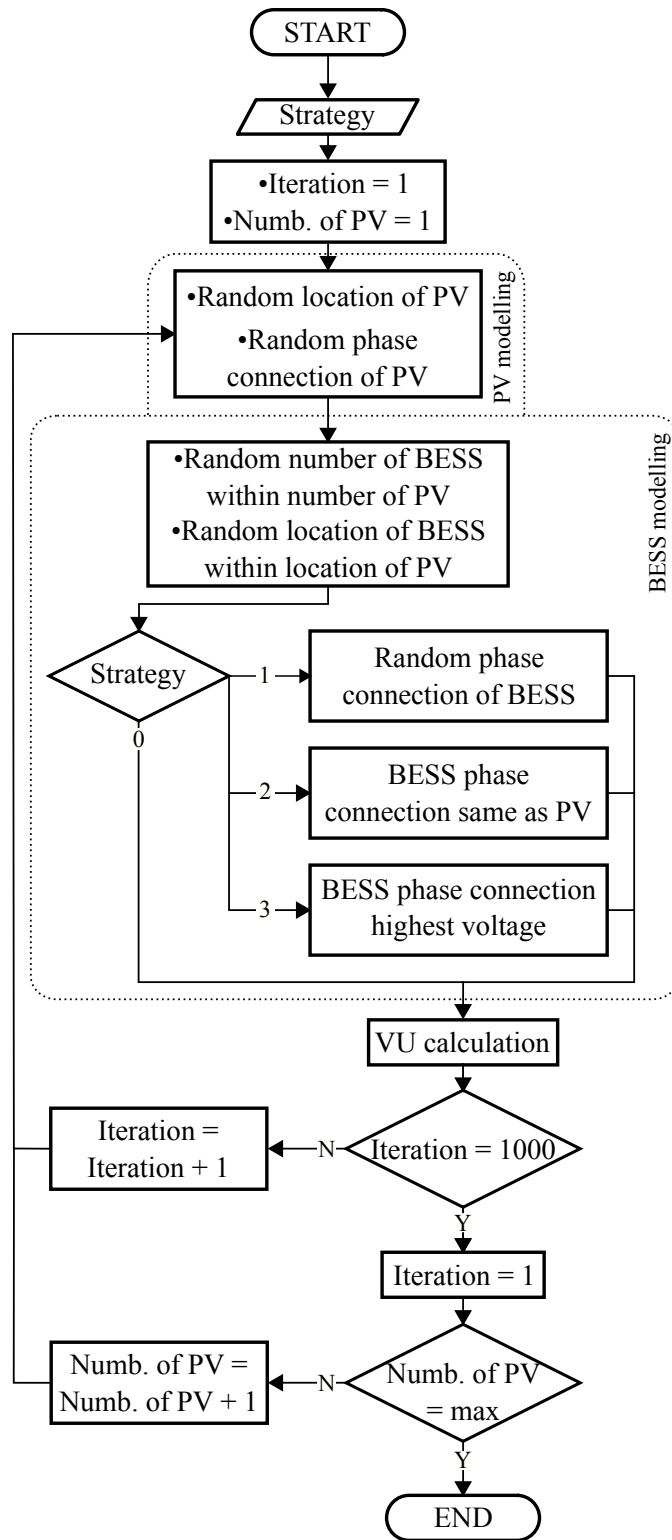 START
Strategy
•Iteration = 1
•Numb. of PV = 1
•Random location of PV
•Random phase
connection of PV
PV modelling
•Random number of BESS
within number of PV
•Random location of BESS
within location of PV
BESS modelling
Strategy
0
1
Random phase
connection of BESS
2
BESS phase
connection same as PV
3
BESS phase connection
highest voltage
VU calculation
Iteration = 1000
N
Iteration =
Iteration + 1
Y
Iteration = 1
Numb. of PV
= max
N
Numb. of PV =
Numb. of PV + 1
Y
END